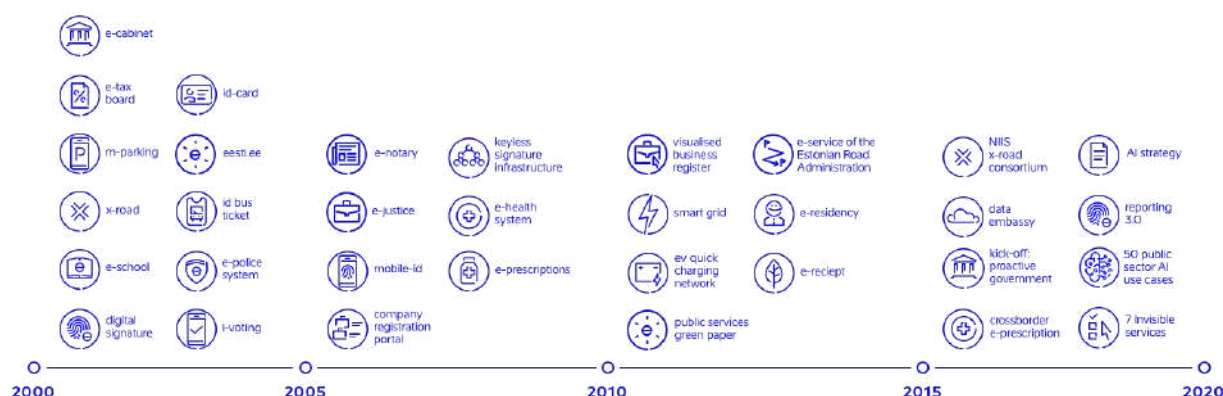 e-cabinet
e-tax
board
id-card
m-parking
eesti.ee
x-road
id bus
ticket
e-school
e-police
system
digital
signature
i-voting
e-notary
keyless
signature
infrastructure
e-justice
e-health
system
mobile-id
e-prescriptions
company
registration
portal
visualised
business
register
e-service of the
Estonian Road
Administration
smart grid
e-residency
ev quick
charging
network
e-reciept
public services
green paper
NIIS
x-road
consortium
AI strategy
data
embassy
reporting
3.0
kick-off:
proactive
government
50 public
sector AI
use cases
crossborder
e-prescription
7 invisible
services
2000
2005
2010
2015
2020